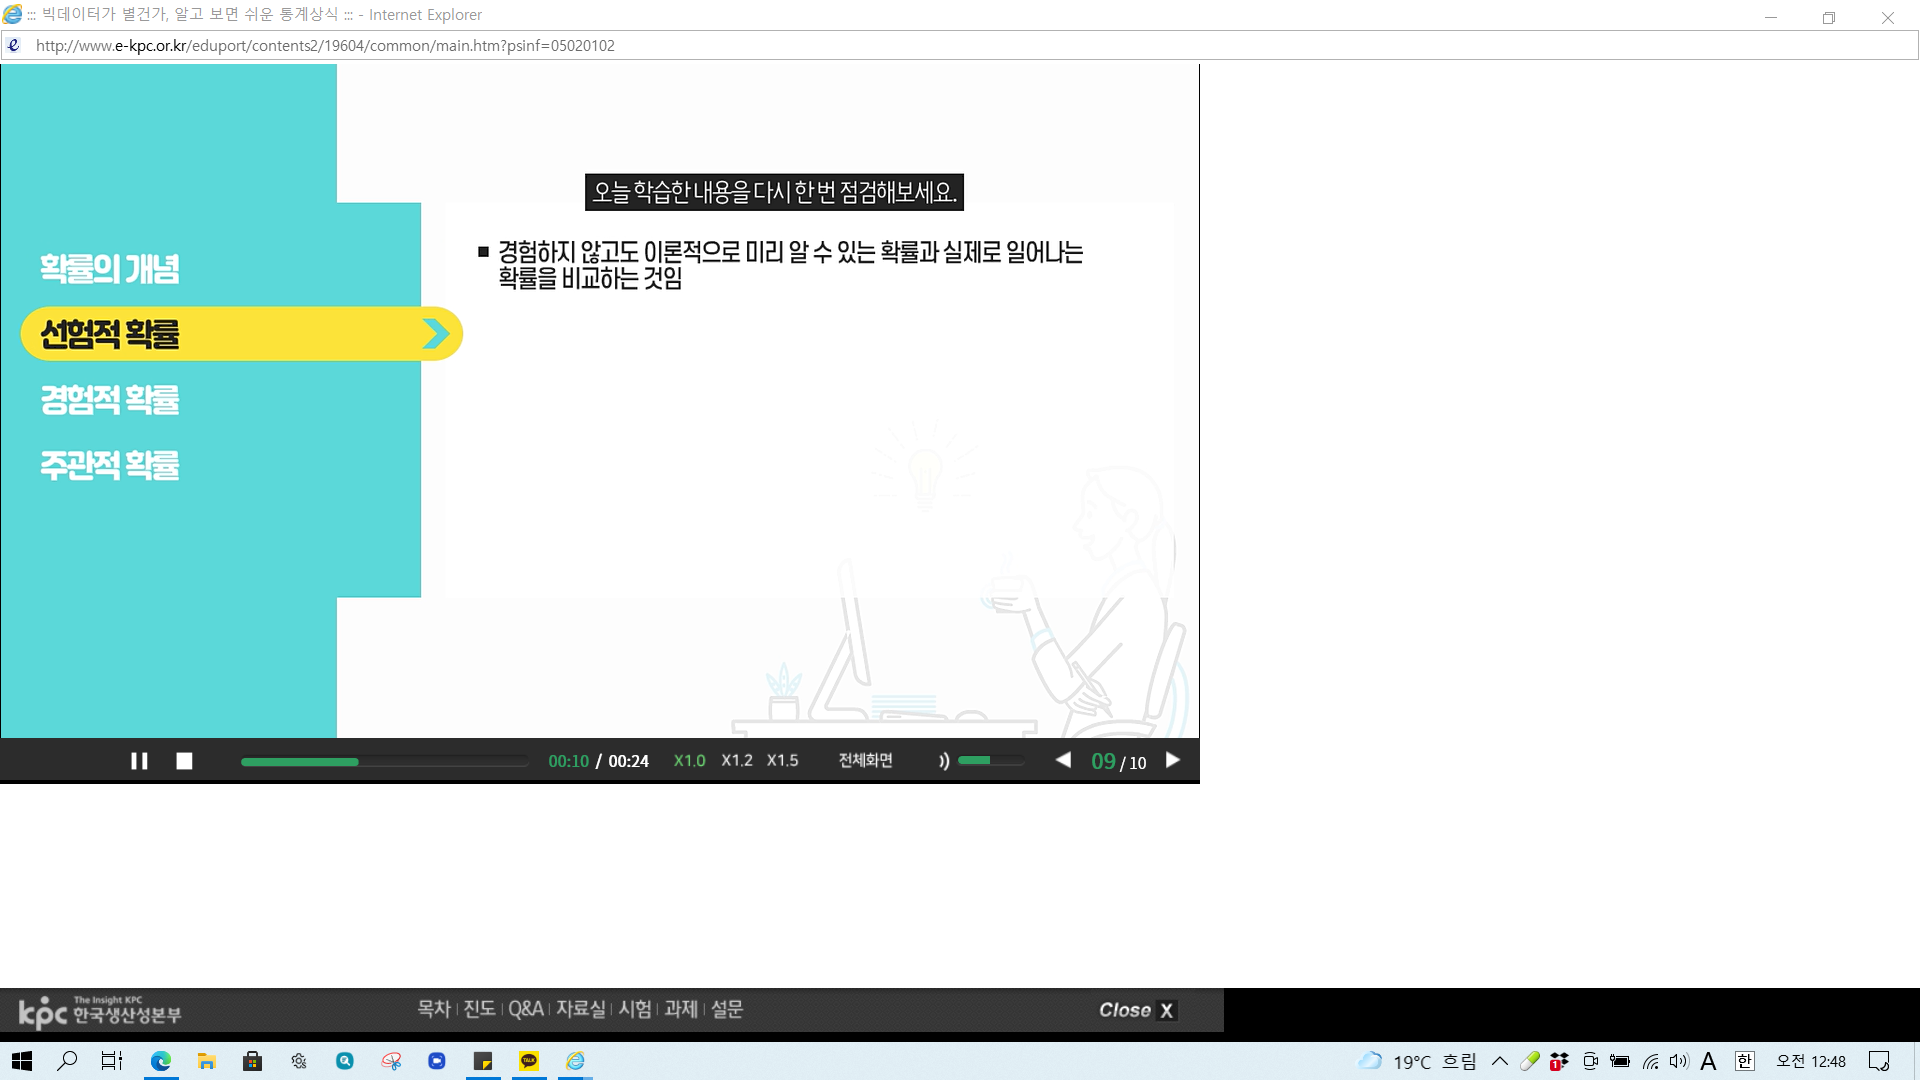 ::: 빅데이터가 별건가, 알고 보면 쉬운 통계상식 ::: - Internet Explorer
http://www.e-kpc.or.kr/eduport/contents2/19604/common/main.htm?psinf=05020102
오늘 학습한 내용을 다시 한 번 점검해보세요.
■ 경험하지 않고도 이론적으로 미리 알 수 있는 확률과 실제로 일어나는
확률을 비교하는 것임
확률의 개념
선험적 확률
경험적 확률
주관적 확률
00:10 / 00:24 X1.0 X1.2 X1.5 전체화면 09 / 10
The Insight KPC
kpc 한국생산성본부
목차 | 진도 | Q&A | 자료실 | 시험 | 과제 | 설문
Close X
TALK
19°C 흐림 1 A 한 오전 12:48